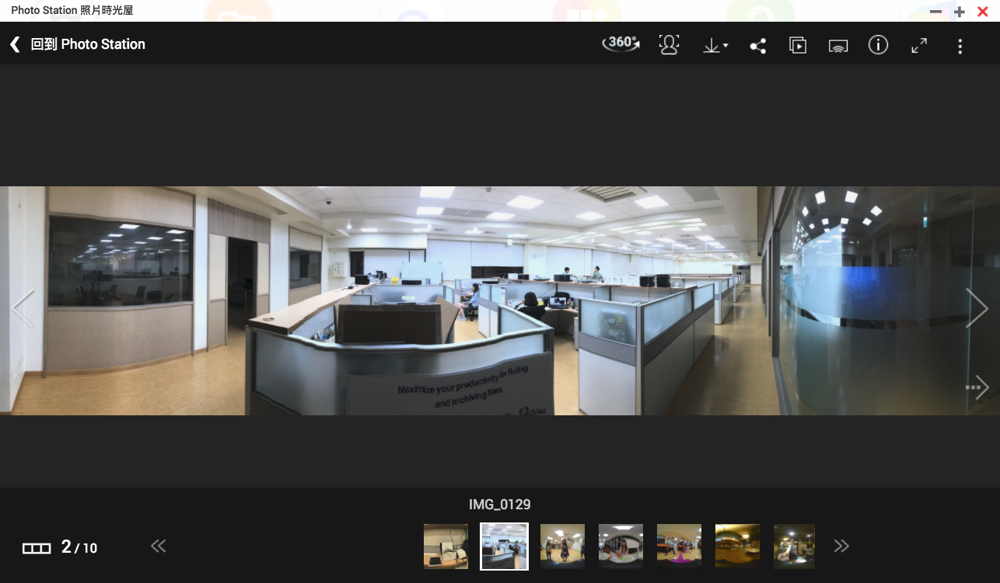 Photo Station 照片時光屋
回到 Photo Station
360°
Maximize your productivity in finding
and archiving files
IMG_0129
2 / 10